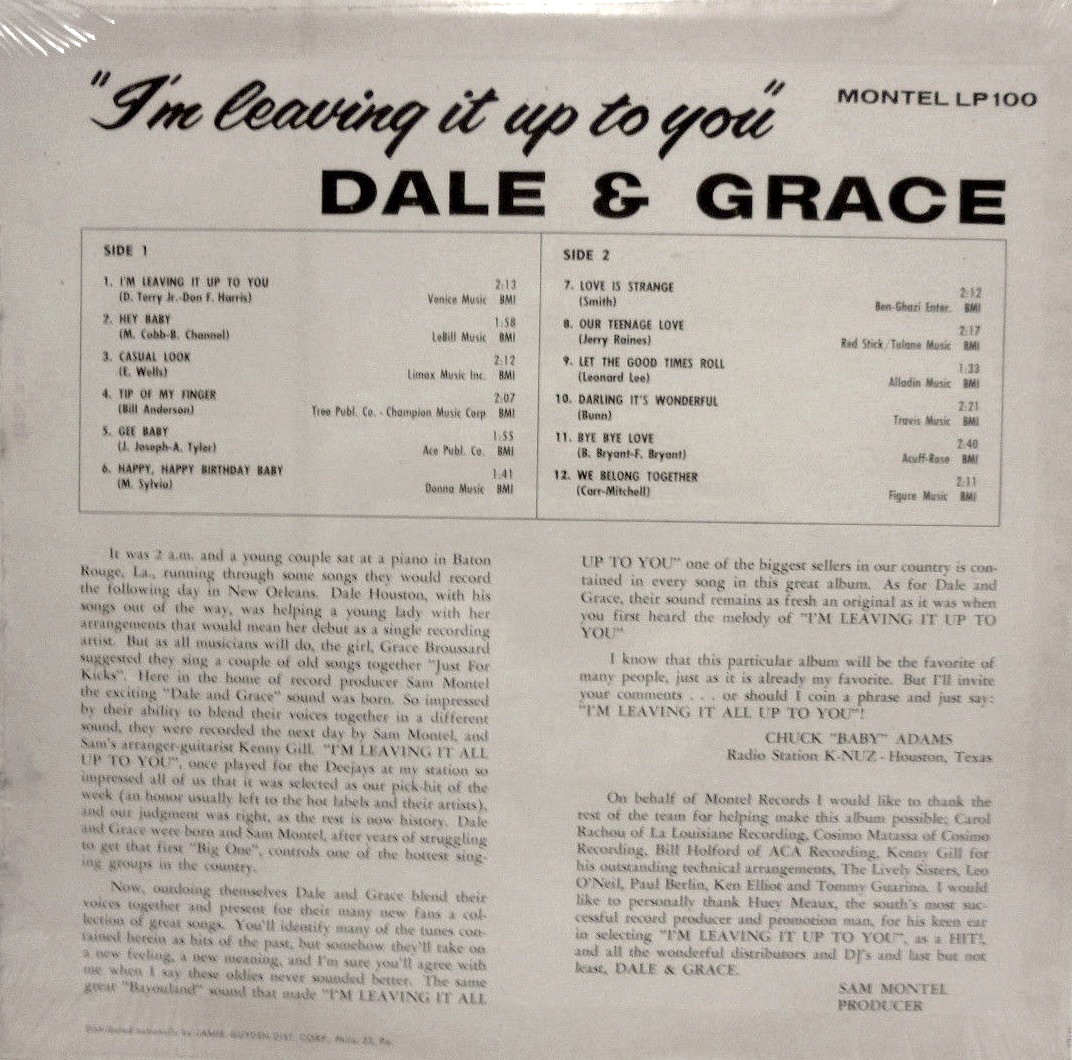 "I'm leaving it up to you"
MONTEL LP100
DALE & GRACE
SIDE 1
1. I'M LEAVING IT UP TO YOU 2:13
(D. Terry Jr.-Don F. Harris) Venice Music BMI
2. HEY BABY 1:58
(M. Cobb-B. Channel) LeBill Music BMI
3. CASUAL LOOK 2:12
(E. Wells) Limax Music Inc. BMI
4. TIP OF MY FINGER 2:07
(Bill Anderson) Tree Publ. Co. - Champion Music Corp BMI
5. GEE BABY 1:55
(J. Joseph-A. Tyler) Ace Publ. Co. BMI
6. HAPPY, HAPPY BIRTHDAY BABY 1:41
(M. Sylvia) Donna Music BMI
SIDE 2
7. LOVE IS STRANGE 2:12
(Smith) Ben-Ghazi Enter. BMI
8. OUR TEENAGE LOVE 2:17
(Jerry Raines) Red Stick/Tulane Music BMI
9. LET THE GOOD TIMES ROLL 1:33
(Leonard Lee) Alladin Music BMI
10. DARLING IT'S WONDERFUL 2:21
(Bunn) Travis Music BMI
11. BYE BYE LOVE 2:40
(B. Bryant-F. Bryant) Acuff-Rose BMI
12. WE BELONG TOGETHER 2:11
(Carr-Mitchell) Figure Music BMI
It was 2 a.m. and a young couple sat at a piano in Baton
Rouge, La., running through some songs they would record
the following day in New Orleans. Dale Houston, with his
songs out of the way, was helping a young lady with her
arrangements that would mean her debut as a single recording
artist. But as all musicians will do, the girl, Grace Broussard
suggested they sing a couple of old songs together "Just For
Kicks". Here in the home of record producer Sam Montel
the exciting "Dale and Grace" sound was born. So impressed
by their ability to blend their voices together in a different
sound, they were recorded the next day by Sam Montel, and
Sam's arranger-guitarist Kenny Gill. "I'M LEAVING IT ALL
UP TO YOU", once played for the Deejays at my station so
impressed all of us that it was selected as our pick-hit of the
week (an honor usually left to the hot labels and their artists),
and our judgment was right, as the rest is now history. Dale
and Grace were born and Sam Montel, after years of struggling
to get that first "Big One", controls one of the hottest sing-
ing groups in the country.
Now, outdoing themselves Dale and Grace blend their
voices together and present for their many new fans a col-
lection of great songs. You'll identify many of the tunes con-
tained herein as hits of the past, but somehow they'll take on
a new feeling, a new meaning, and I'm sure you'll agree with
me when I say these oldies never sounded better. The same
great "Bayouland" sound that made "I'M LEAVING IT ALL
UP TO YOU" one of the biggest sellers in our country is con-
tained in every song in this great album. As for Dale and
Grace, their sound remains as fresh an original as it was when
you first heard the melody of "I'M LEAVING IT UP TO
YOU"
I know that this particular album will be the favorite of
many people, just as it is already my favorite. But I'll invite
your comments . . . or should I coin a phrase and just say:
"I'M LEAVING IT ALL UP TO YOU"!
CHUCK "BABY" ADAMS
Radio Station K-NUZ - Houston, Texas
On behalf of Montel Records I would like to thank the
rest of the team for helping make this album possible; Carol
Rachou of La Louisiane Recording, Cosimo Matassa of Cosimo
Recording, Bill Holford of ACA Recording, Kenny Gill for
his outstanding technical arrangements, The Lively Sisters, Leo
O'Neil, Paul Berlin, Ken Elliot and Tommy Guarino. I would
like to personally thank Huey Meaux, the south's most suc-
cessful record producer and promotion man, for his keen ear
in selecting "I'M LEAVING IT UP TO YOU", as a HIT!,
and all the wonderful distributors and DJ's and last but not
least, DALE & GRACE.
SAM MONTEL
PRODUCER
Distributed nationally by JAMIE GUYDEN DIST. CORP., Phila. 23, Pa.